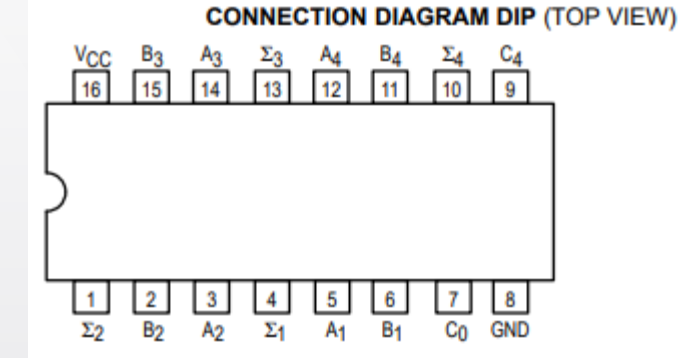 CONNECTION DIAGRAM DIP (TOP VIEW)
VCC B3 A3 Σ3 A4 B4 Σ4 C4
16 15 14 13 12 11 10 9
1 2 3 4 5 6 7 8
Σ2 B2 A2 Σ1 A1 B1 C0 GND